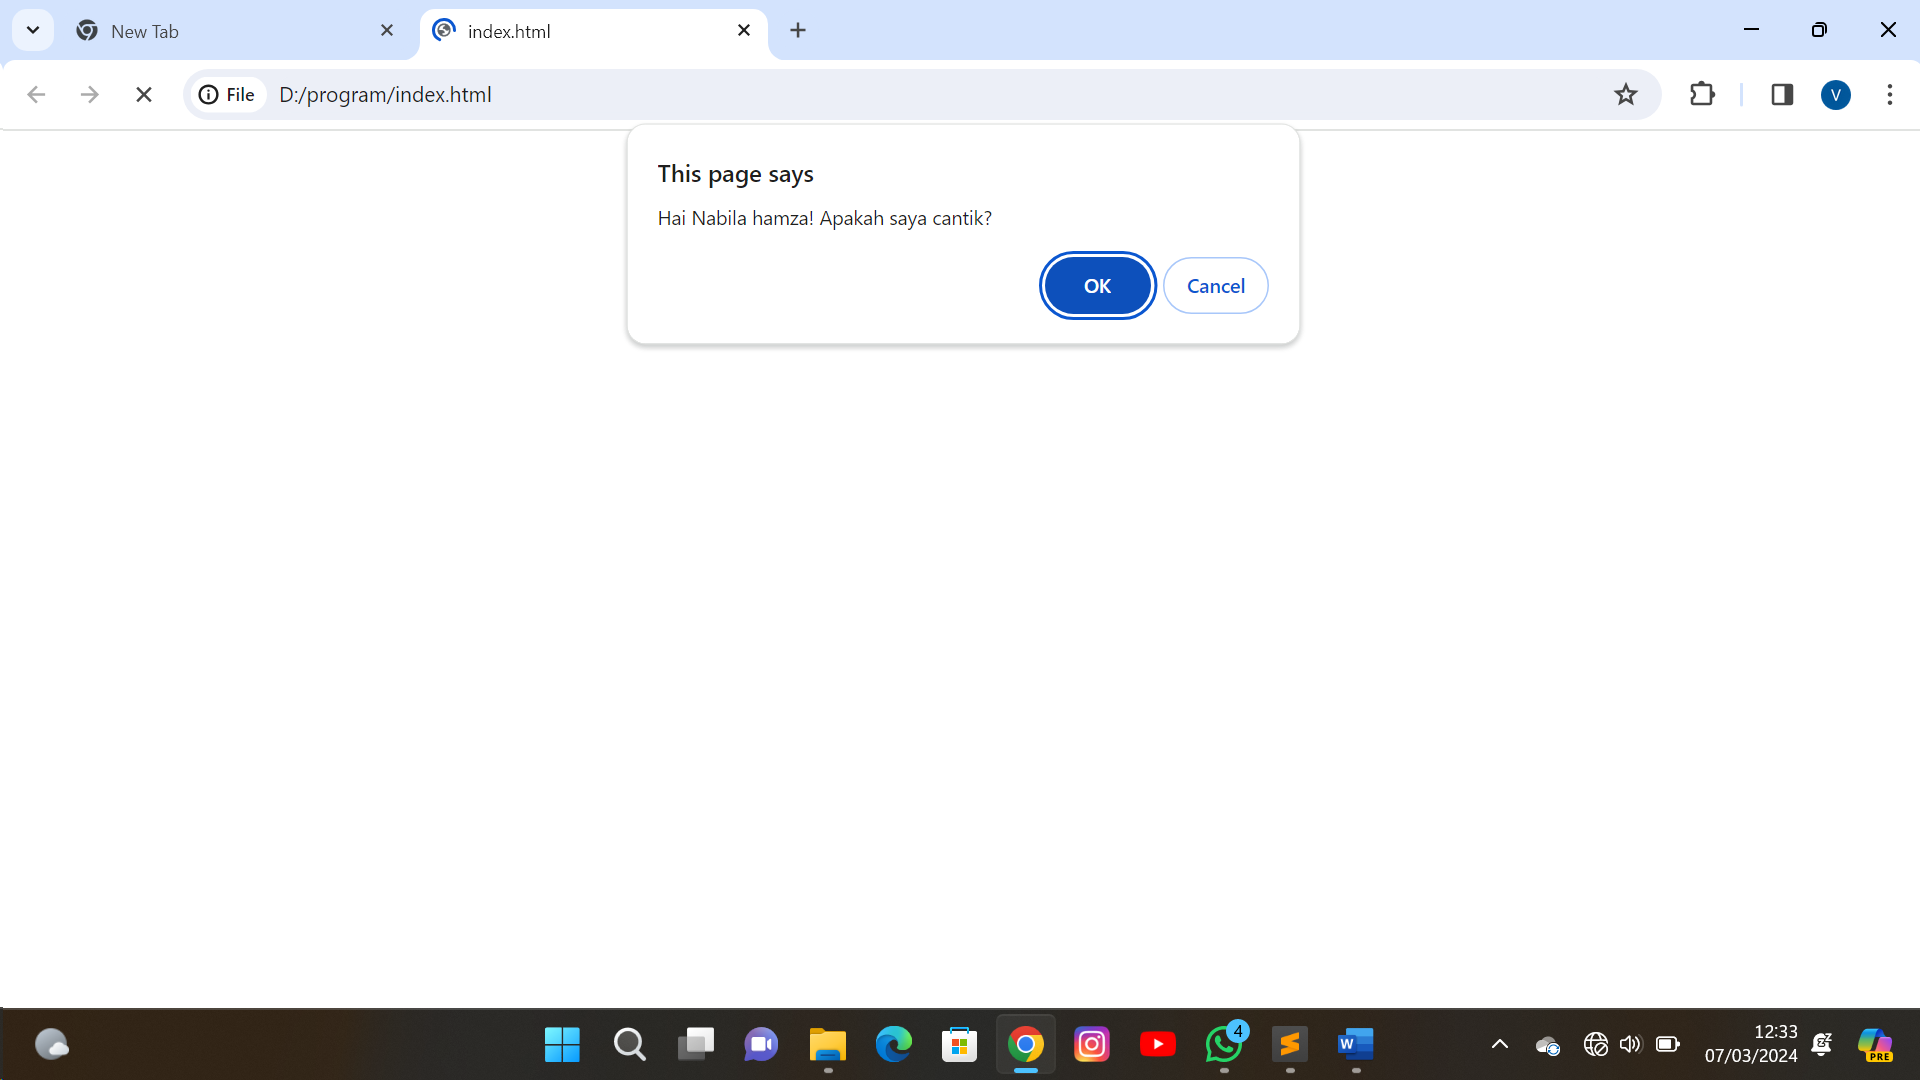 New Tab
index.html
File
D:/program/index.html
V
This page says
Hai Nabila hamza! Apakah saya cantik?
OK
Cancel
4
W
12:33
07/03/2024
PRE